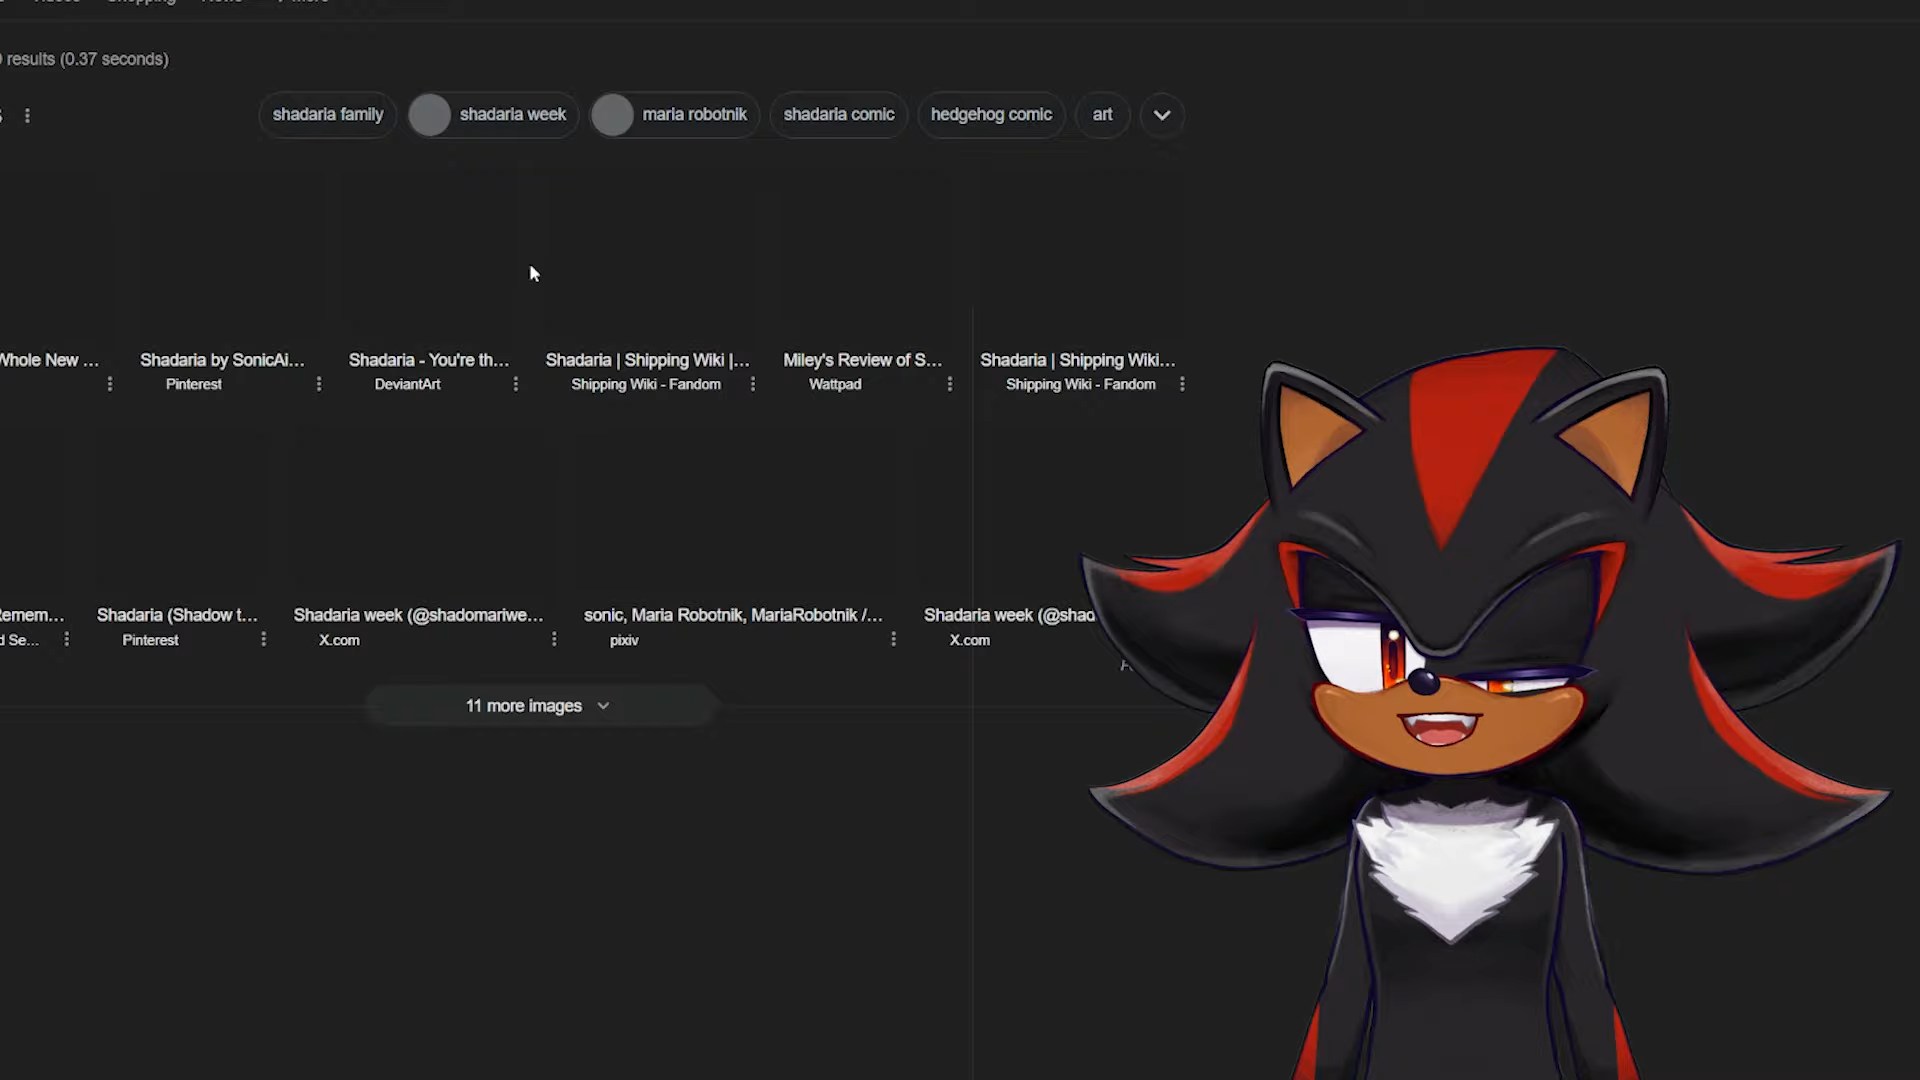 results (0.37 seconds)
shadaria family
shadaria week
maria robotnik
shadaria comic
hedgehog comic
art
Whole New ...
Shadaria by SonicAi...
Shadaria - You're th...
Shadaria | Shipping Wiki |...
Miley's Review of S...
Shadaria | Shipping Wiki...
Pinterest
DeviantArt
Shipping Wiki - Fandom
Wattpad
Shipping Wiki - Fandom
Remem...
Shadaria (Shadow t...
Shadaria week (@shadomariwe...
sonic, Maria Robotnik, MariaRobotnik /...
Shadaria week (@shad
d Se...
Pinterest
X.com
pixiv
X.com
11 more images